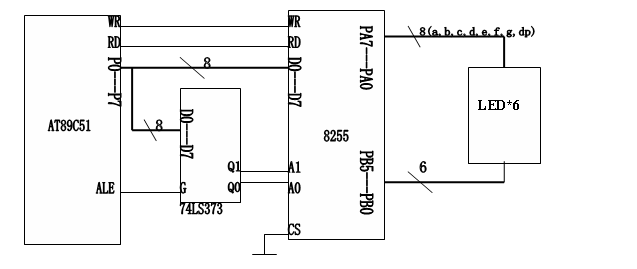 WR
WR
RD
RD
P0---P7
8
D0---D7
PA7---PA0
8(a,b,c,d,e,f,g,dp)
LED*6
AT89C51
8
D0---D7
8255
Q1
A1
PB5---PB0
6
ALE
G
Q0
A0
74LS373
CS